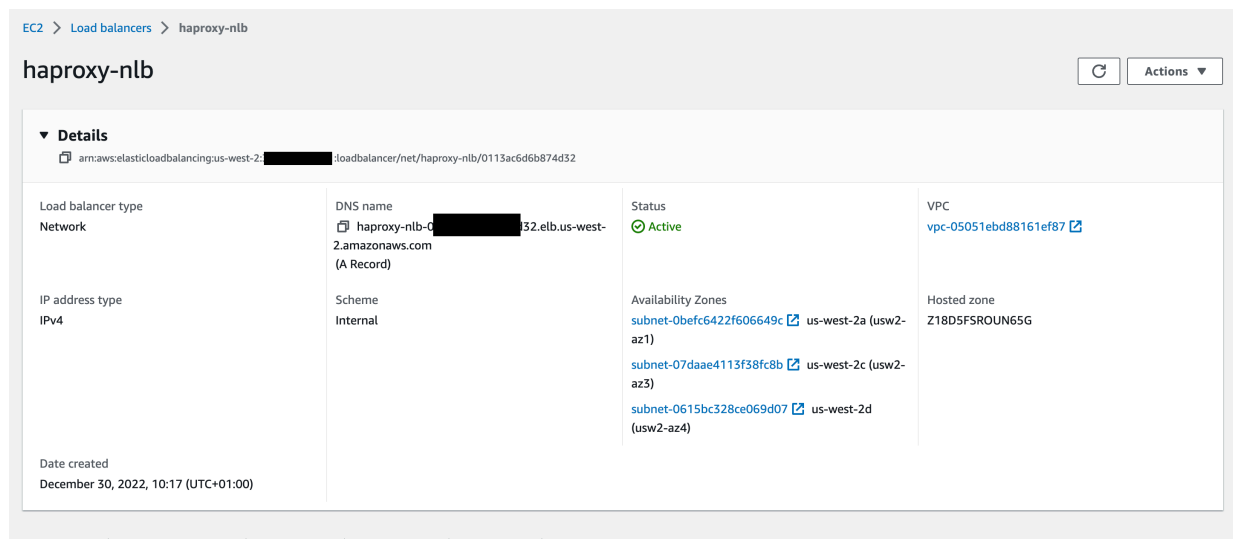 EC2 > Load balancers > haproxy-nlb
haproxy-nlb
Actions
Details
arn:aws:elasticloadbalancing:us-west-2: :loadbalancer/net/haproxy-nlb/0113ac6d6b874d32
Load balancer type
Network
DNS name
haproxy-nlb-0 32.elb.us-west-
2.amazonaws.com
(A Record)
Status
Active
VPC
vpc-05051ebd88161ef87
IP address type
IPv4
Scheme
Internal
Availability Zones
subnet-0befc6422f606649c us-west-2a (usw2-
az1)
subnet-07daae4113f38fc8b us-west-2c (usw2-
az3)
subnet-0615bc328ce069d07 us-west-2d
(usw2-az4)
Hosted zone
Z18D5FSROUN65G
Date created
December 30, 2022, 10:17 (UTC+01:00)